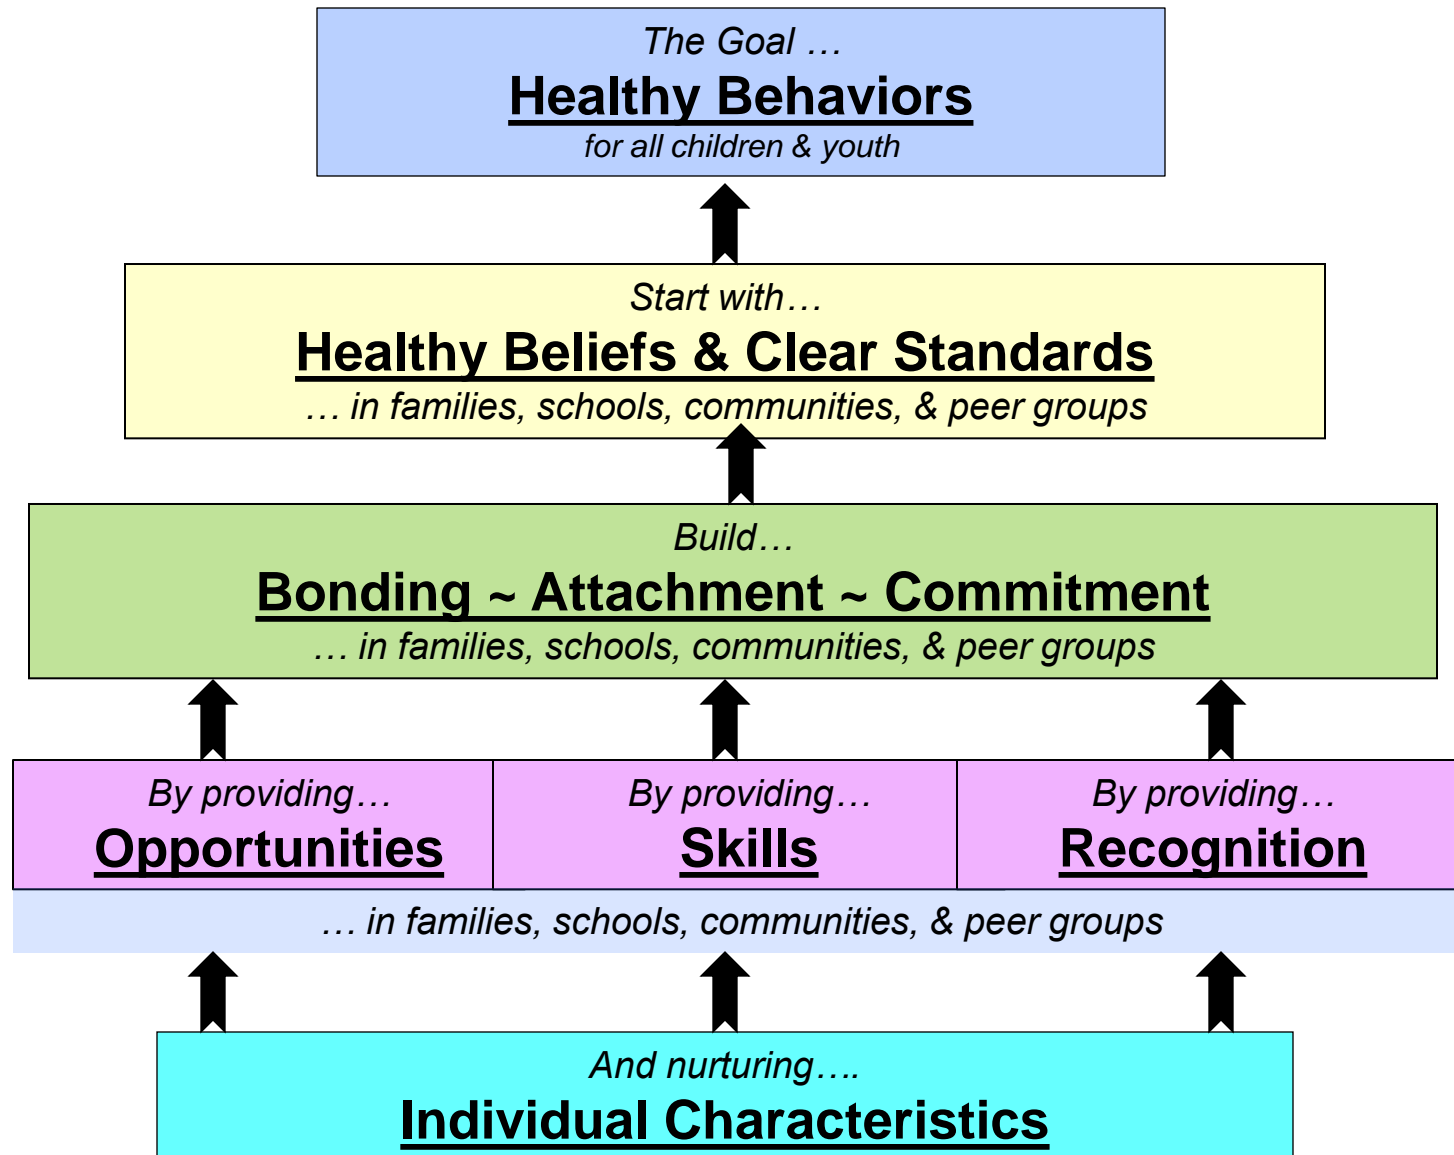 The Goal …
Healthy Behaviors
for all children & youth
Start with…
Healthy Beliefs & Clear Standards
… in families, schools, communities, & peer groups
Build…
Bonding ~ Attachment ~ Commitment
… in families, schools, communities, & peer groups
By providing…
Opportunities
By providing…
Skills
By providing…
Recognition
… in families, schools, communities, & peer groups
And nurturing….
Individual Characteristics